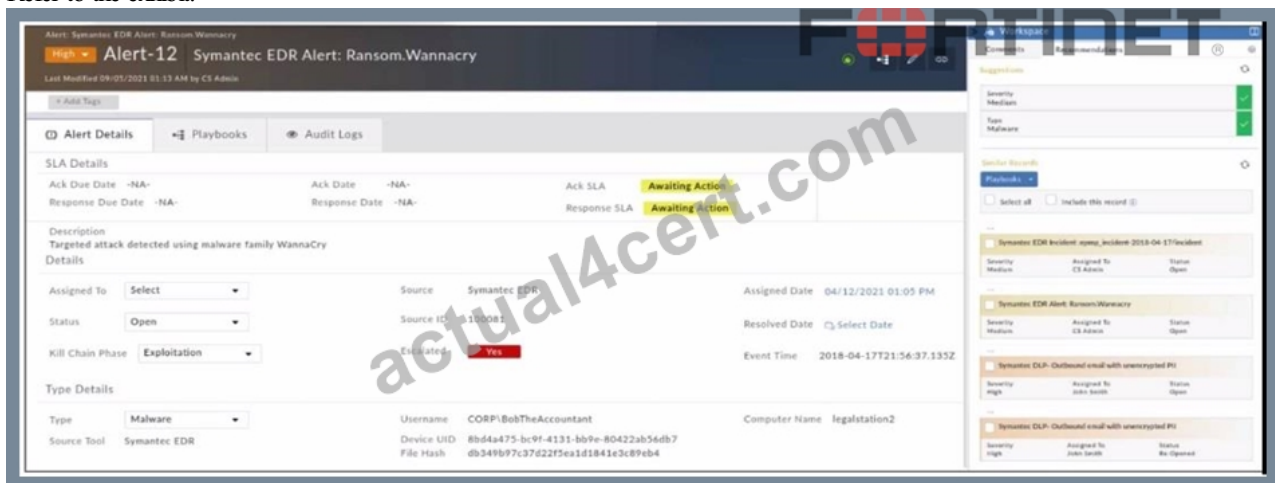 Refer to the exhibit.
FORTINET
Alert: Symantec EDR Alert: Ransom.Wannacry
High Alert-12 Symantec EDR Alert: Ransom.Wannacry
Last Modified 09/05/2021 01:13 AM by CS Admin
+ Add Tags
Alert Details Playbooks Audit Logs
SLA Details
Ack Due Date -NA- Ack Date -NA- Ack SLA Awaiting Action
Response Due Date -NA- Response Date -NA- Response SLA Awaiting Action
Description
Targeted attack detected using malware family WannaCry
Details
Assigned To Select Source Symantec EDR Assigned Date 04/12/2021 01:05 PM
Status Open Source ID 100081 Resolved Date Select Date
Kill Chain Phase Exploitation Escalated Yes Event Time 2018-04-17T21:56:37.135Z
Type Details
Type Malware Username CORP\BobTheAccountant Computer Name legalstation2
Source Tool Symantec EDR Device UID 8bd4a475-bc9f-4131-bb9e-80422ab56db7
File Hash db349b97c37d22f5ea1d1841e3c89eb4
Workspace
Comments Recommendations
Suggestions
Severity
Medium
Type
Malware
Similar Records
Playbooks
Select all Include this record
Symantec EDR Incident :epmp_incident-2018-04-17/incident
Severity Assigned To Status
Medium CS Admin Open
Symantec EDR Alert: Ransom.Wannacry
Severity Assigned To Status
Medium CS Admin Open
Symantec DLP- Outbound email with unencrypted PII
Severity Assigned To Status
High John Smith Open
Symantec DLP- Outbound email with unencrypted PII
Severity Assigned To Status
High John Smith Re-Opened
actual4cert.com